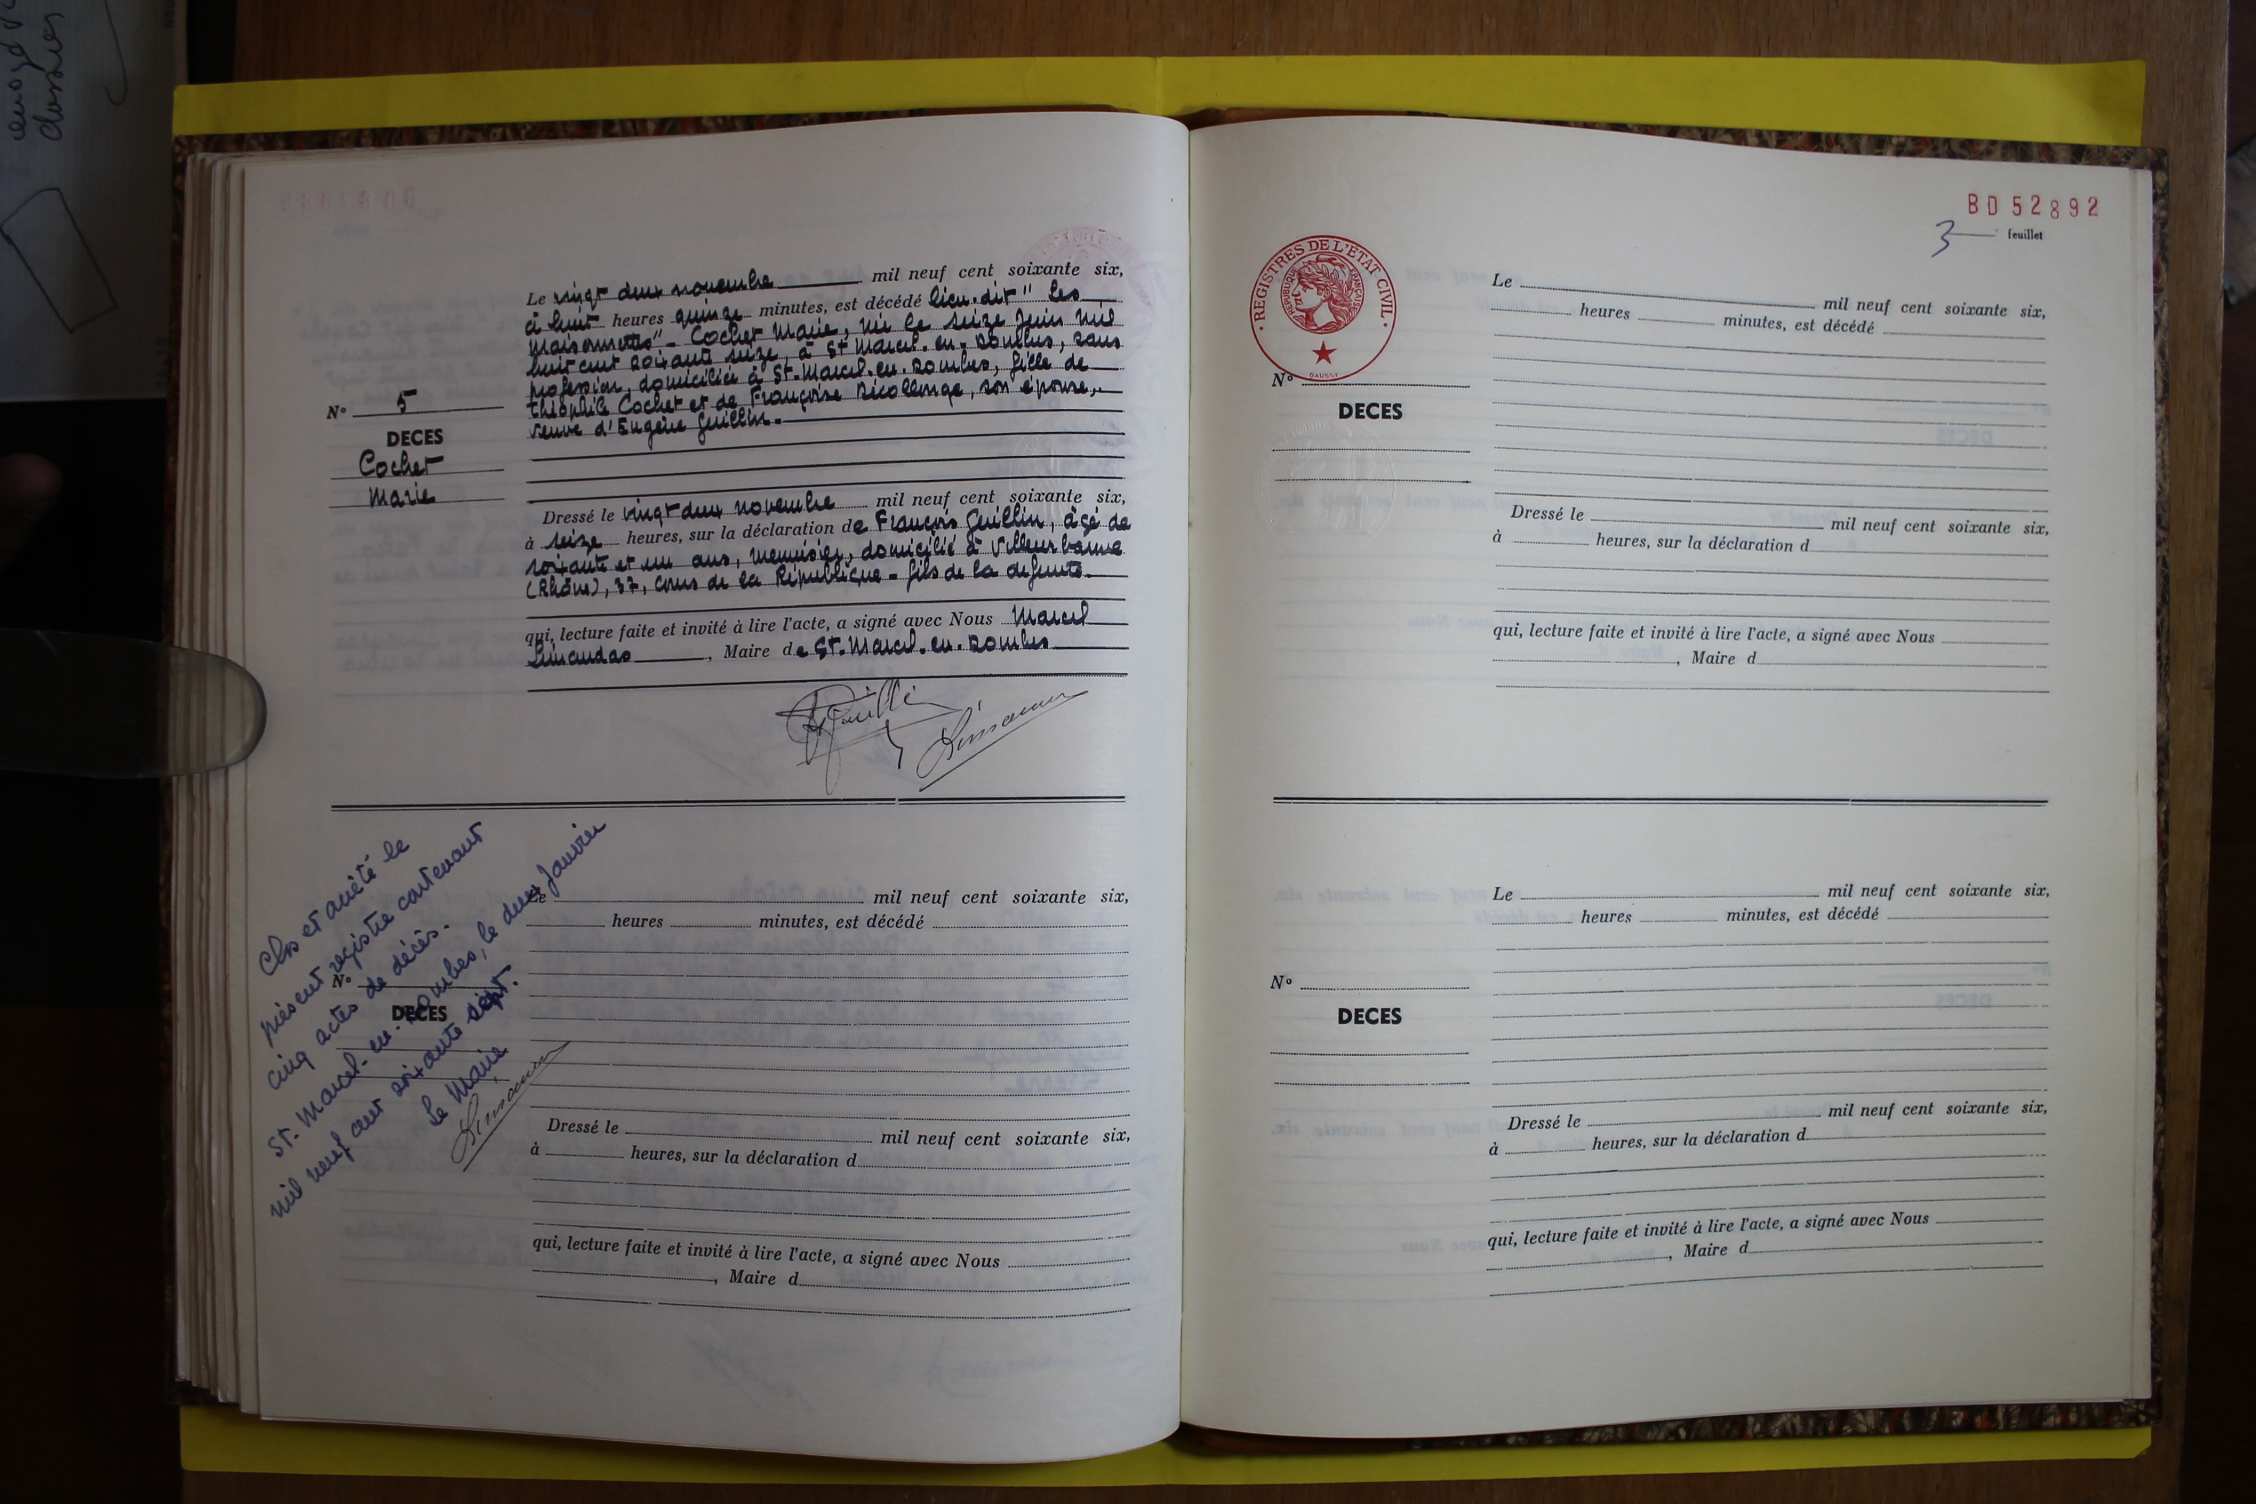 dossier
N° 5
DECES
Cochet
Marie
Le vingt deux novembre mil neuf cent soixante six,
à huit heures quinze minutes, est décédé lieu.dit " Les
Maisonnettes" - Cochet Marie, née le seize Juin mil
huit cent soixante seize, à St Marcel.en.Dombes, sans
profession, domiciliée à St.Marcel.en.Dombes, fille de
théophile Cochet et de Françoise Décollonge, son épouse,
veuve d'Eugène Guillin.
Dressé le vingt deux novembre mil neuf cent soixante six,
à seize heures, sur la déclaration de François Guillin, âgé de
soixante et un ans, menuisier, domicilié à Villeurbanne
(Rhône), 37, cours de la République - fils de la defunte.
qui, lecture faite et invité à lire l'acte, a signé avec Nous Marcel
Limandas, Maire de St.Marcel.en.Dombes
Clos et arrêté le
présent registre contenant
cinq actes de décès.
St. Marcel-en-Dombes, le deux Janvier
mil neuf cent soixante sept.
Le Maire
Le mil neuf cent soixante six,
heures minutes, est décédé
N°
DECES
Dressé le mil neuf cent soixante six,
à heures, sur la déclaration d
qui, lecture faite et invité à lire l'acte, a signé avec Nous
, Maire d
BD 52892
3 feuillet
REGISTRES DE L'ETAT CIVIL
REPUBLIQUE FRANÇAISE
DAUSSY
Le mil neuf cent soixante six,
heures minutes, est décédé
N°
DECES
Dressé le mil neuf cent soixante six,
à heures, sur la déclaration d
qui, lecture faite et invité à lire l'acte, a signé avec Nous
, Maire d
Le mil neuf cent soixante six,
heures minutes, est décédé
N°
DECES
Dressé le mil neuf cent soixante six,
à heures, sur la déclaration d
qui, lecture faite et invité à lire l'acte, a signé avec Nous
, Maire d